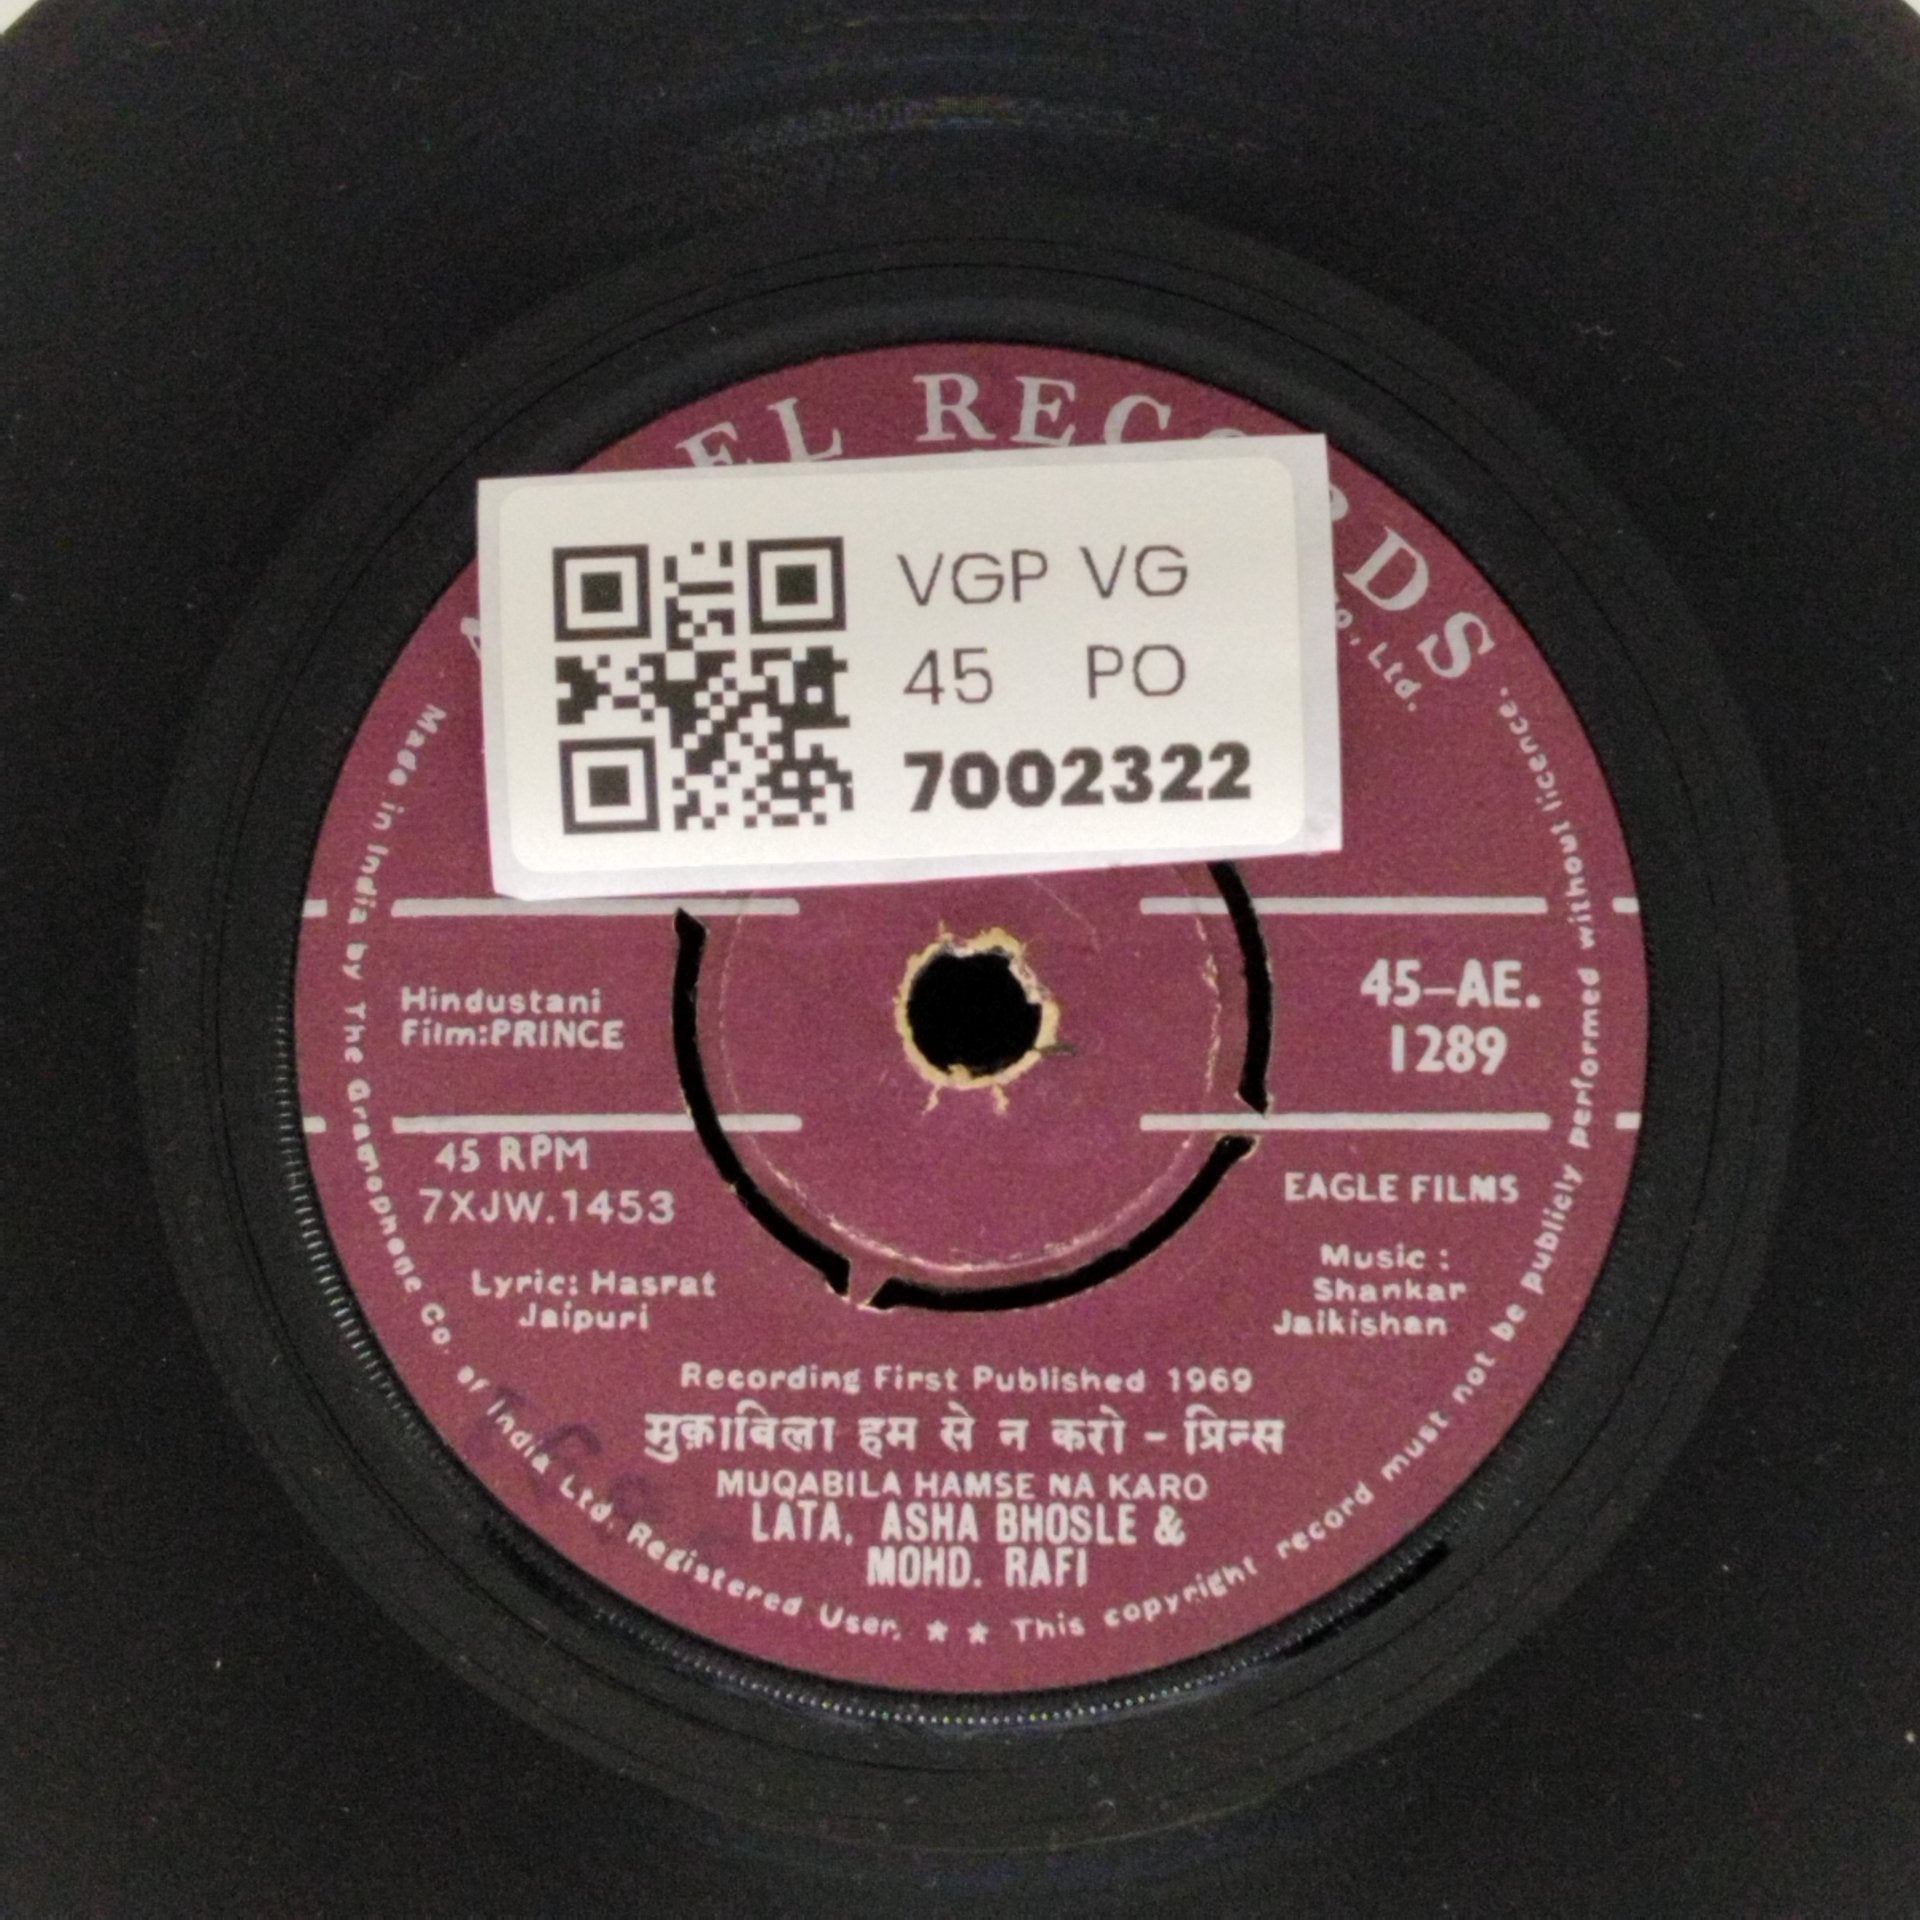 RECORDS
VGP VG
45 PO
7002322
Co., Ltd.
Hindustani
Film:PRINCE
45-AE.
1289
45 RPM
7XJW.1453
EAGLE FILMS
Lyric: Hasrat
Jaipuri
Music :
Shankar
Jaikishan
Recording First Published 1969
मुक़ाबिला हम से न करो - प्रिन्स
MUQABILA HAMSE NA KARO
LATA, ASHA BHOSLE &
MOHD. RAFI
Made in India by The Gramophone Co. of India Ltd. Registered User. ★ ★ This copyright record must not be publicly performed without licence.